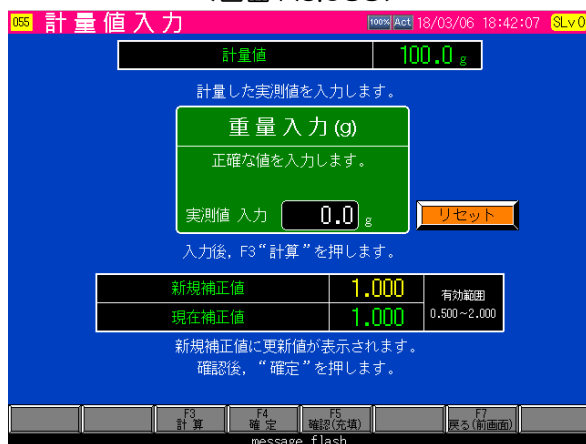 055 計量値入力 100% Act 18/03/06 18:42:07 SLv0
計量値 100.0 g
計量した実測値を入力します。
重量入力(g)
正確な値を入力します。
実測値 入力 0.0 g
リセット
入力後, F3“計算”を押します。
新規補正値 1.000
現在補正値 1.000
有効範囲
0.500~2.000
新規補正値に更新値が表示されます。
確認後, “確定”を押します。
F3 F4 F5 F7
計算 確定 確認(充填) 戻る(前画面)
message flash